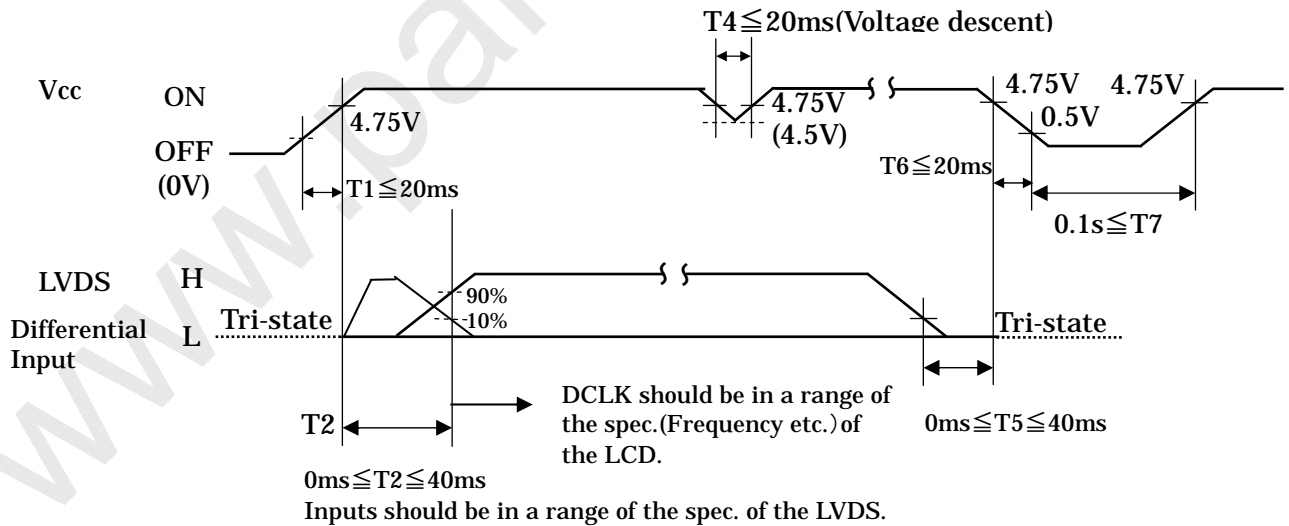 T4≦20ms(Voltage descent)
Vcc
ON
4.75V
4.75V
(4.5V)
4.75V
0.5V
4.75V
OFF
(0V)
T1≦20ms
T6≦20ms
0.1s≦T7
LVDS
Differential
Input
H
L
Tri-state
90%
10%
Tri-state
T2
DCLK should be in a range of
the spec.(Frequency etc.)of
the LCD.
0ms≦T5≦40ms
0ms≦T2≦40ms
Inputs should be in a range of the spec. of the LVDS.
www.pa